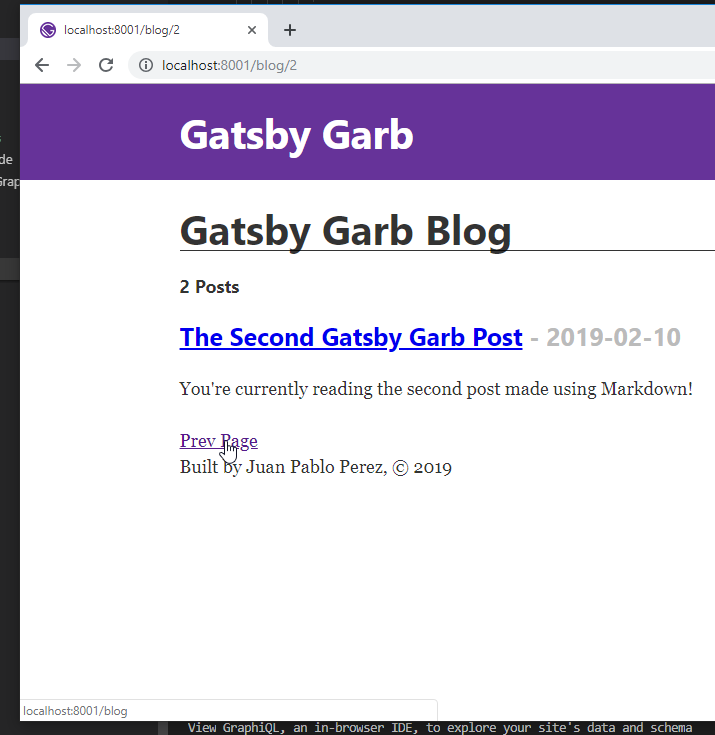 localhost:8001/blog/2
localhost:8001/blog/2
Gatsby Garb
de
Grap
Gatsby Garb Blog
2 Posts
The Second Gatsby Garb Post - 2019-02-10
You're currently reading the second post made using Markdown!
Prev Page
Built by Juan Pablo Perez, © 2019
localhost:8001/blog
View GraphiQL, an in-browser IDE, to explore your site's data and schema